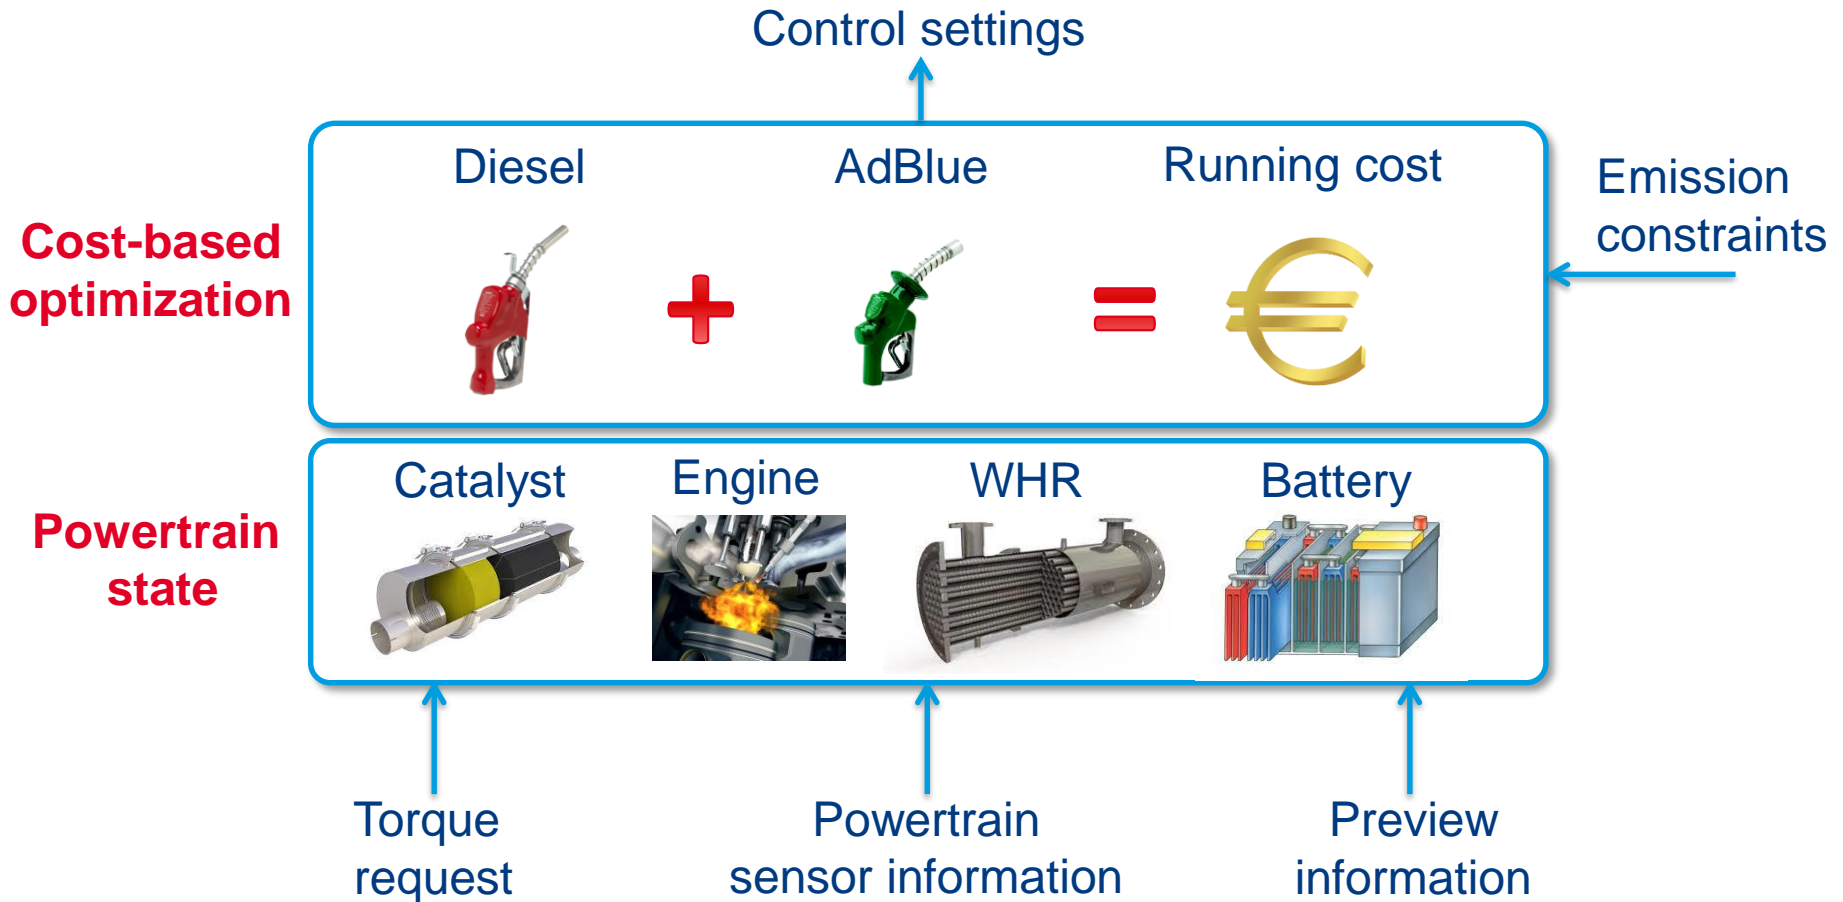 Control settings
Diesel
AdBlue
Running cost
Emission
constraints
Cost-based
optimization
Catalyst
Engine
WHR
Battery
Powertrain
state
Torque
request
Powertrain
sensor information
Preview
information